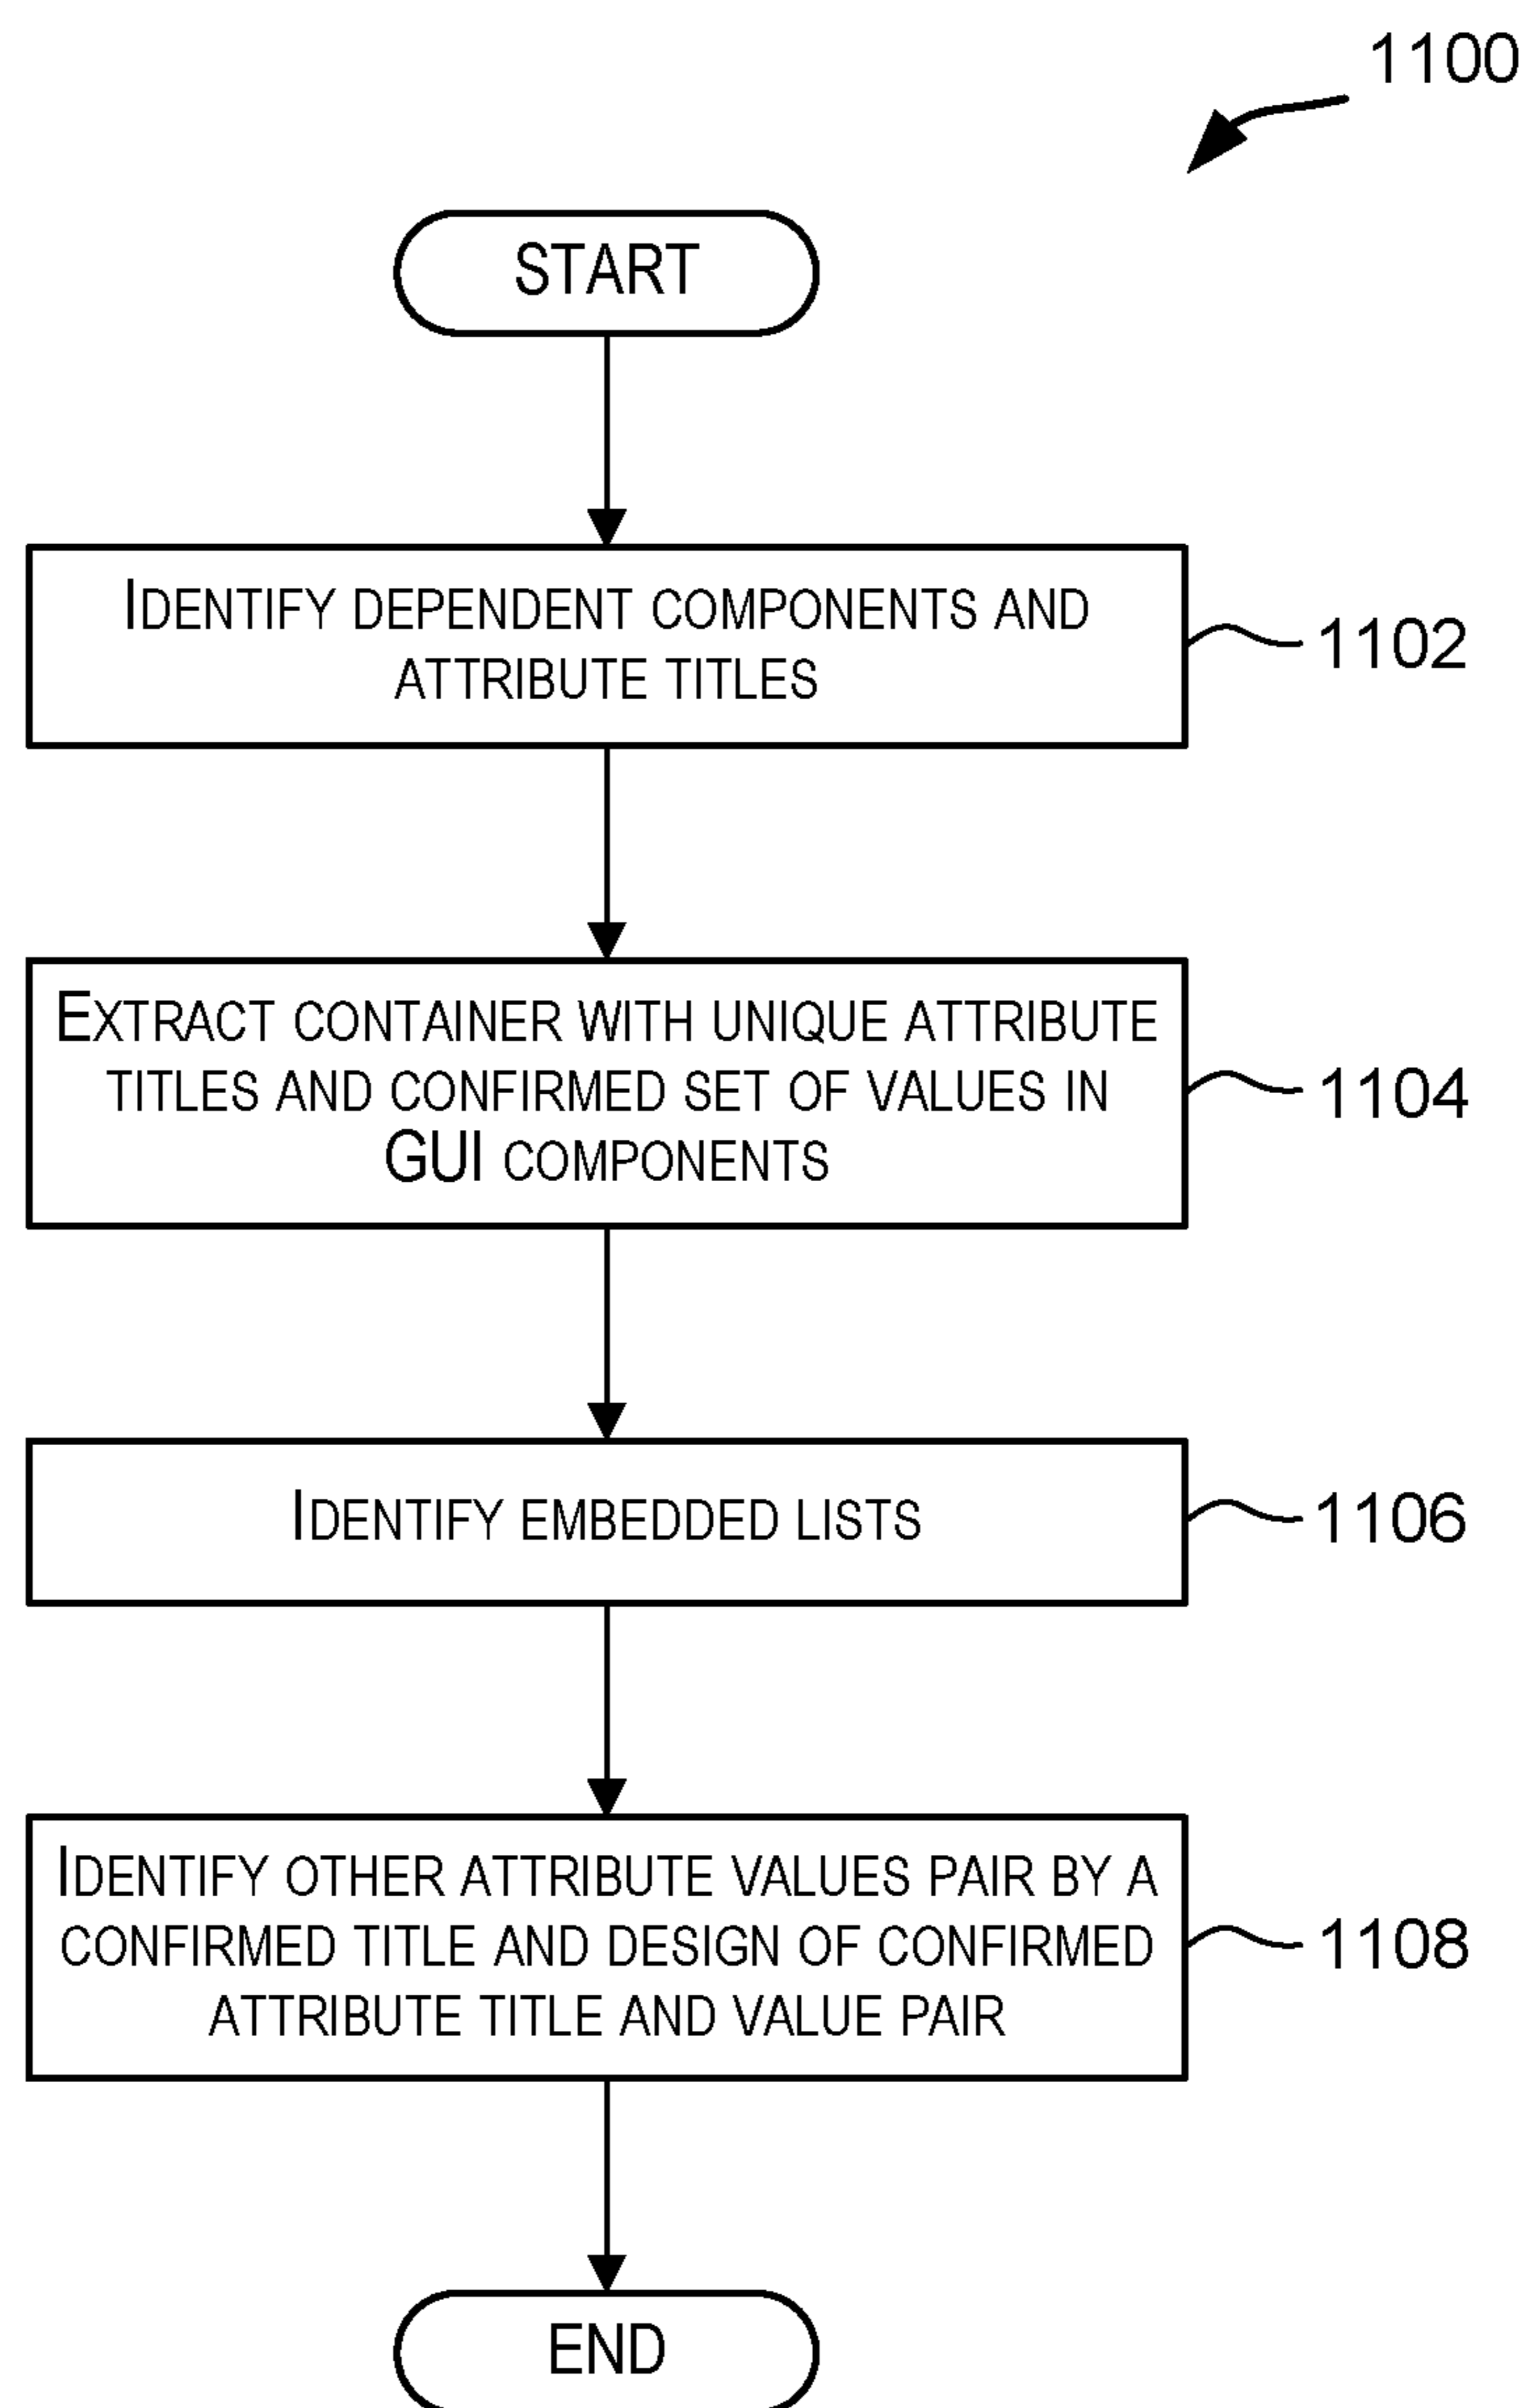 1100
START
IDENTIFY DEPENDENT COMPONENTS AND
ATTRIBUTE TITLES
1102
EXTRACT CONTAINER WITH UNIQUE ATTRIBUTE
TITLES AND CONFIRMED SET OF VALUES IN
GUI COMPONENTS
1104
IDENTIFY EMBEDDED LISTS
1106
IDENTIFY OTHER ATTRIBUTE VALUES PAIR BY A
CONFIRMED TITLE AND DESIGN OF CONFIRMED
ATTRIBUTE TITLE AND VALUE PAIR
1108
END